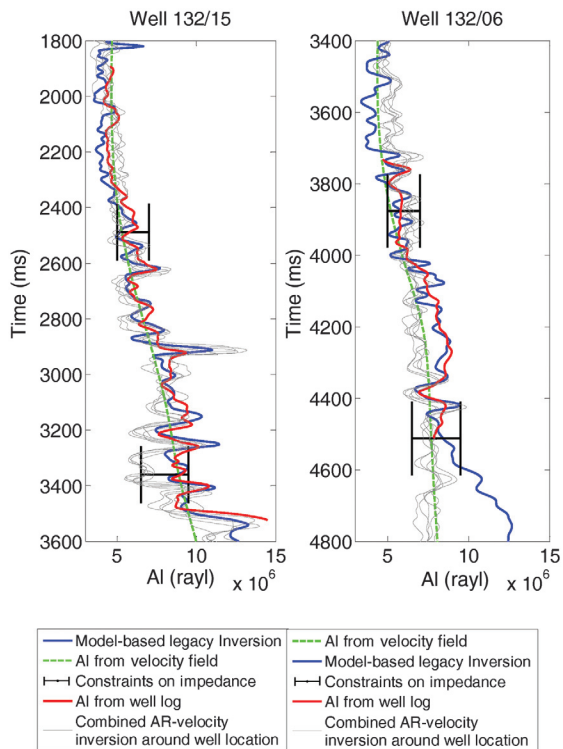 Well 132/15
Well 132/06
1800
2000
2200
2400
2600
2800
3000
3200
3400
3600
Time (ms)
5
10
15
AI (rayl)
x 10^6
3400
3600
3800
4000
4200
4400
4600
4800
Time (ms)
5
10
15
AI (rayl)
x 10^6
Model-based legacy Inversion
AI from velocity field
Constraints on impedance
AI from well log
Combined AR-velocity
inversion around well location
AI from velocity field
Model-based legacy Inversion
Constraints on impedance
AI from well log
Combined AR-velocity
inversion around well location